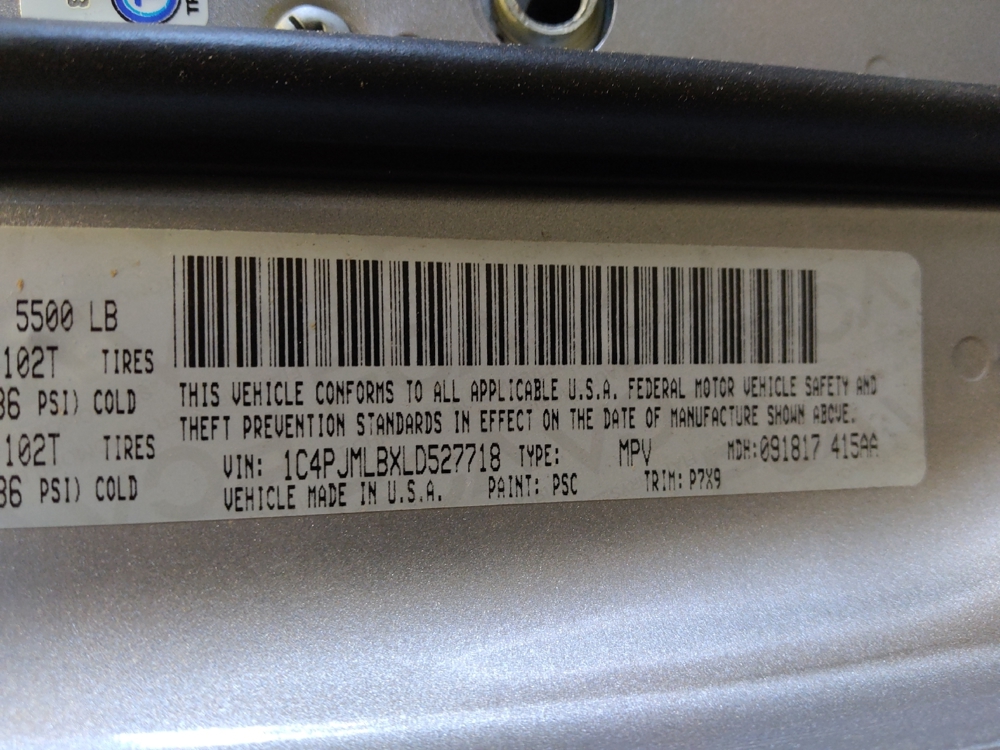 5500 LB
102T TIRES
36 PSI) COLD
102T TIRES
36 PSI) COLD
THIS VEHICLE CONFORMS TO ALL APPLICABLE U.S.A. FEDERAL MOTOR VEHICLE SAFETY AND
THEFT PREVENTION STANDARDS IN EFFECT ON THE DATE OF MANUFACTURE SHOWN ABOVE.
VIN: 1C4PJMLBXLD527718 TYPE: MPV MDH:091817 415AA
VEHICLE MADE IN U.S.A. PAINT: PSC TRIM: P7X9